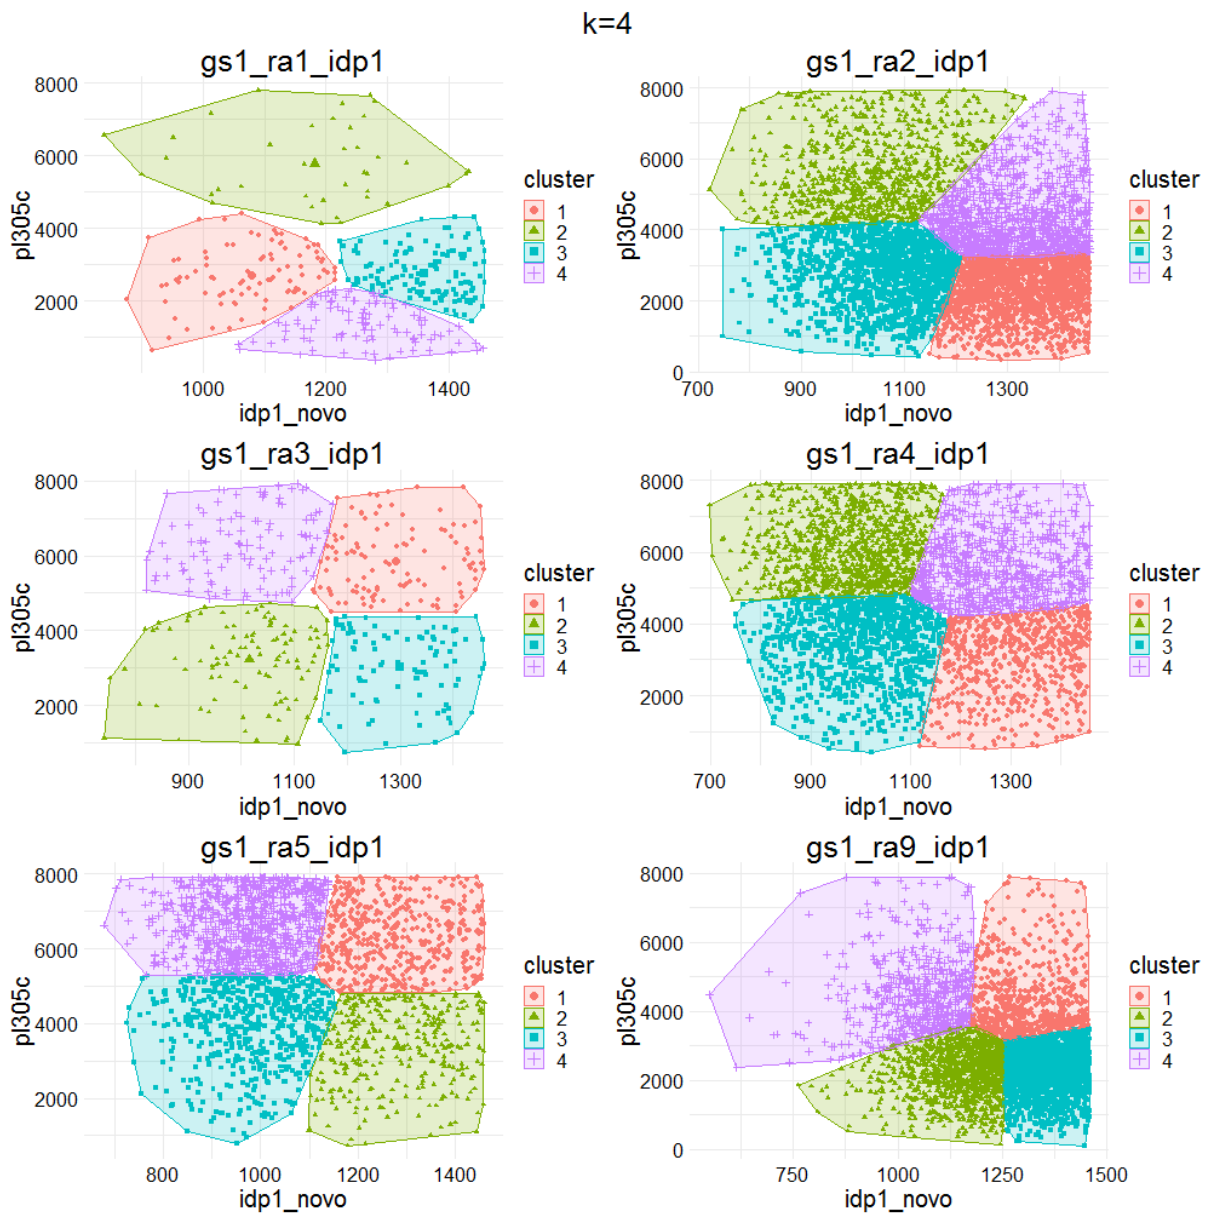 k=4
gs1_ra1_idp1
8000
6000
4000
2000
pl305c
1000
1200
1400
idp1_novo
cluster
1
2
3
4
gs1_ra2_idp1
8000
6000
4000
2000
0
pl305c
700
900
1100
1300
idp1_novo
cluster
1
2
3
4
gs1_ra3_idp1
8000
6000
4000
2000
pl305c
900
1100
1300
idp1_novo
cluster
1
2
3
4
gs1_ra4_idp1
8000
6000
4000
2000
pl305c
700
900
1100
1300
idp1_novo
cluster
1
2
3
4
gs1_ra5_idp1
8000
6000
4000
2000
pl305c
800
1000
1200
1400
idp1_novo
cluster
1
2
3
4
gs1_ra9_idp1
8000
6000
4000
2000
0
pl305c
750
1000
1250
1500
idp1_novo
cluster
1
2
3
4